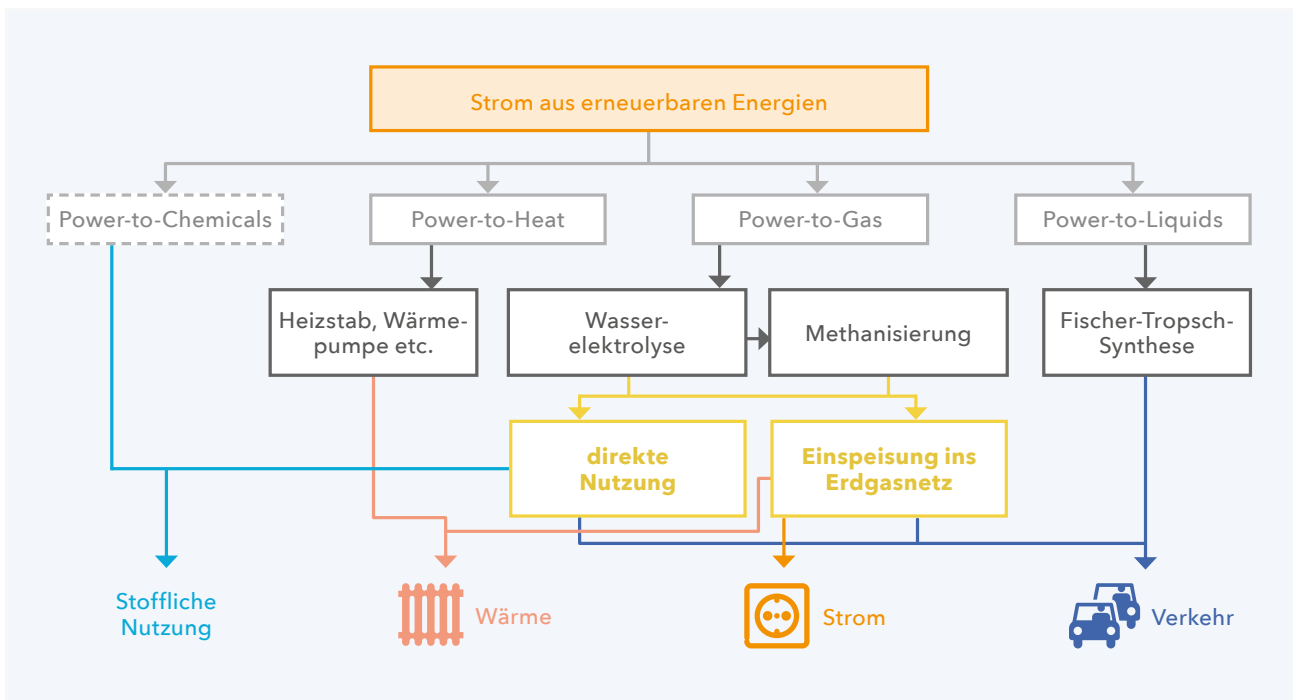 Strom aus erneuerbaren Energien
Power-to-Chemicals
Power-to-Heat
Power-to-Gas
Power-to-Liquids
Heizstab, Wärme-
pumpe etc.
Wasser-
elektrolyse
Methanisierung
Fischer-Tropsch-
Synthese
direkte
Nutzung
Einspeisung ins
Erdgasnetz
Stoffliche
Nutzung
Wärme
Strom
Verkehr